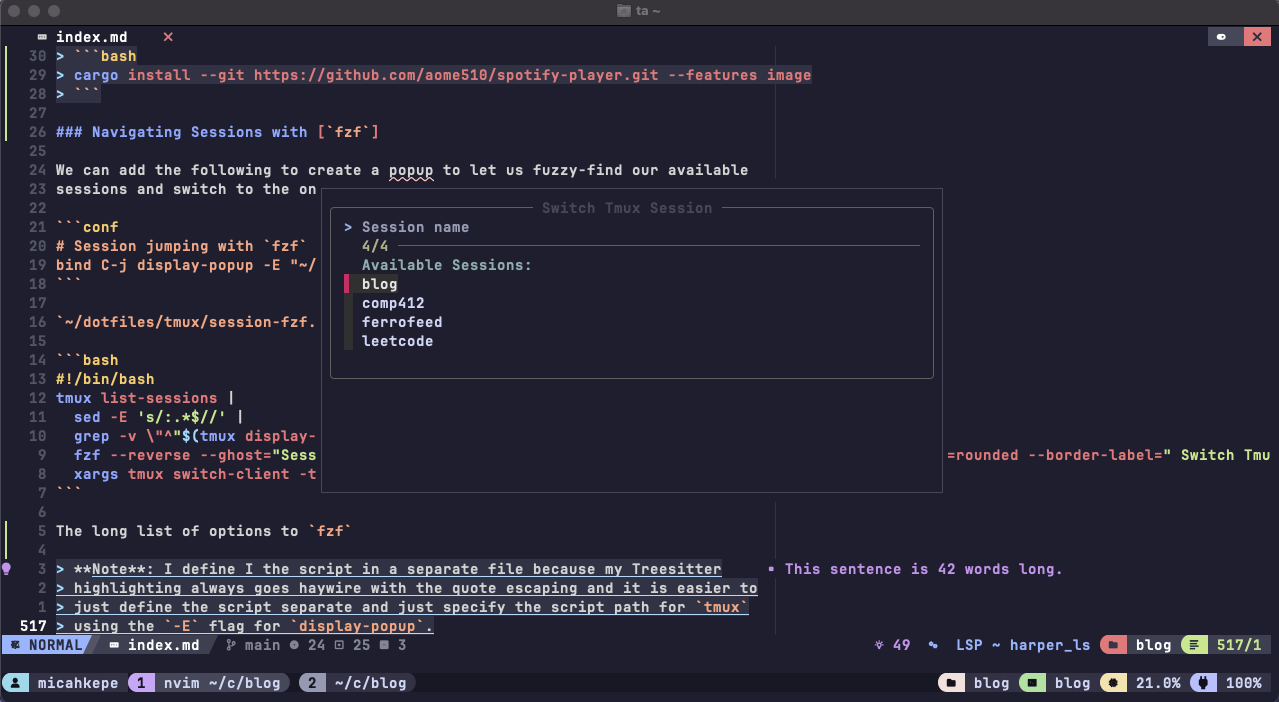 ta ~
index.md
30 > ```bash
29 > cargo install --git https://github.com/aome510/spotify-player.git --features image
28 > ```
27
26 ### Navigating Sessions with [`fzf`]
25
24 We can add the following to create a popup to let us fuzzy-find our available
23 sessions and switch to the on
22
21 ```conf
20 # Session jumping with `fzf`
19 bind C-j display-popup -E "~/
18 ```
17
16 `~/dotfiles/tmux/session-fzf.
15
14 ```bash
13 #!/bin/bash
12 tmux list-sessions |
11 sed -E 's/:.*$//' |
10 grep -v \"^"$(tmux display-
9 fzf --reverse --ghost="Sess
=rounded --border-label=" Switch Tmu
8 xargs tmux switch-client -t
7 ```
6
5 The long list of options to `fzf`
4
3 > **Note**: I define I the script in a separate file because my Treesitter
This sentence is 42 words long.
2 > highlighting always goes haywire with the quote escaping and it is easier to
1 > just define the script separate and just specify the script path for `tmux`
517 > using the `-E` flag for `display-popup`.
Switch Tmux Session
> Session name
4/4
Available Sessions:
blog
comp412
ferrofeed
leetcode
NORMAL index.md main 24 25 3 49 LSP ~ harper_ls blog 517/1
micahkepe 1 nvim ~/c/blog 2 ~/c/blog blog blog 21.0% 100%